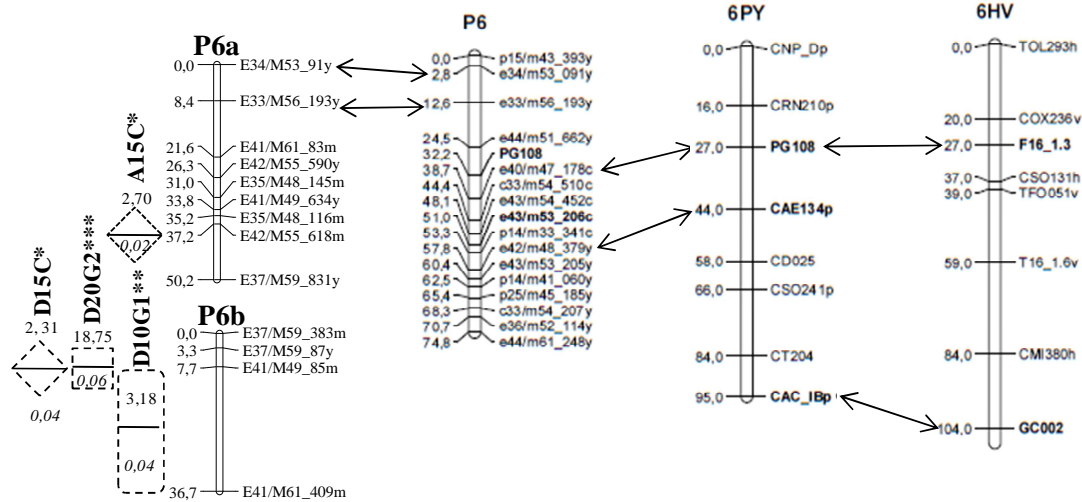 P6a
0,0 E34/M53_91y
8,4 E33/M56_193y
21,6 E41/M61_83m
26,3 E42/M55_590y
31,0 E35/M48_145m
33,8 E41/M49_634y
35,2 E35/M48_116m
37,2 E42/M55_618m
50,2 E37/M59_831y
P6b
0,0 E37/M59_383m
3,3 E37/M59_87y
7,7 E41/M49_85m
36,7 E41/M61_409m
A15C*
2,70
0,02
D15C*
2,31
0,04
D20G2****
18,75
0,06
D10G1**
3,18
0,04
P6
0,0 p15/m43_393y
2,8 e34/m53_091y
12,6 e33/m56_193y
24,5 e44/m51_662y
32,2 PG108
38,7 e40/m47_178c
44,4 c33/m54_510c
48,1 e43/m54_452c
51,0 e43/m53_206c
53,3 p14/m33_341c
57,8 e42/m48_379y
60,4 e43/m53_205y
62,5 p14/m41_060y
65,4 p25/m45_185y
68,3 c33/m54_207y
70,7 e36/m52_114y
74,8 e44/m61_248y
6PY
0,0 CNP_Dp
16,0 CRN210p
27,0 PG108
44,0 CAE134p
58,0 CD025
66,0 CSO241p
84,0 CT204
95,0 CAC_IBp
6HV
0,0 TOL293h
20,0 COX236v
27,0 F16_1.3
37,0 CSO131h
39,0 TFO051v
59,0 T16_1.6v
84,0 CMI380h
104,0 GC002